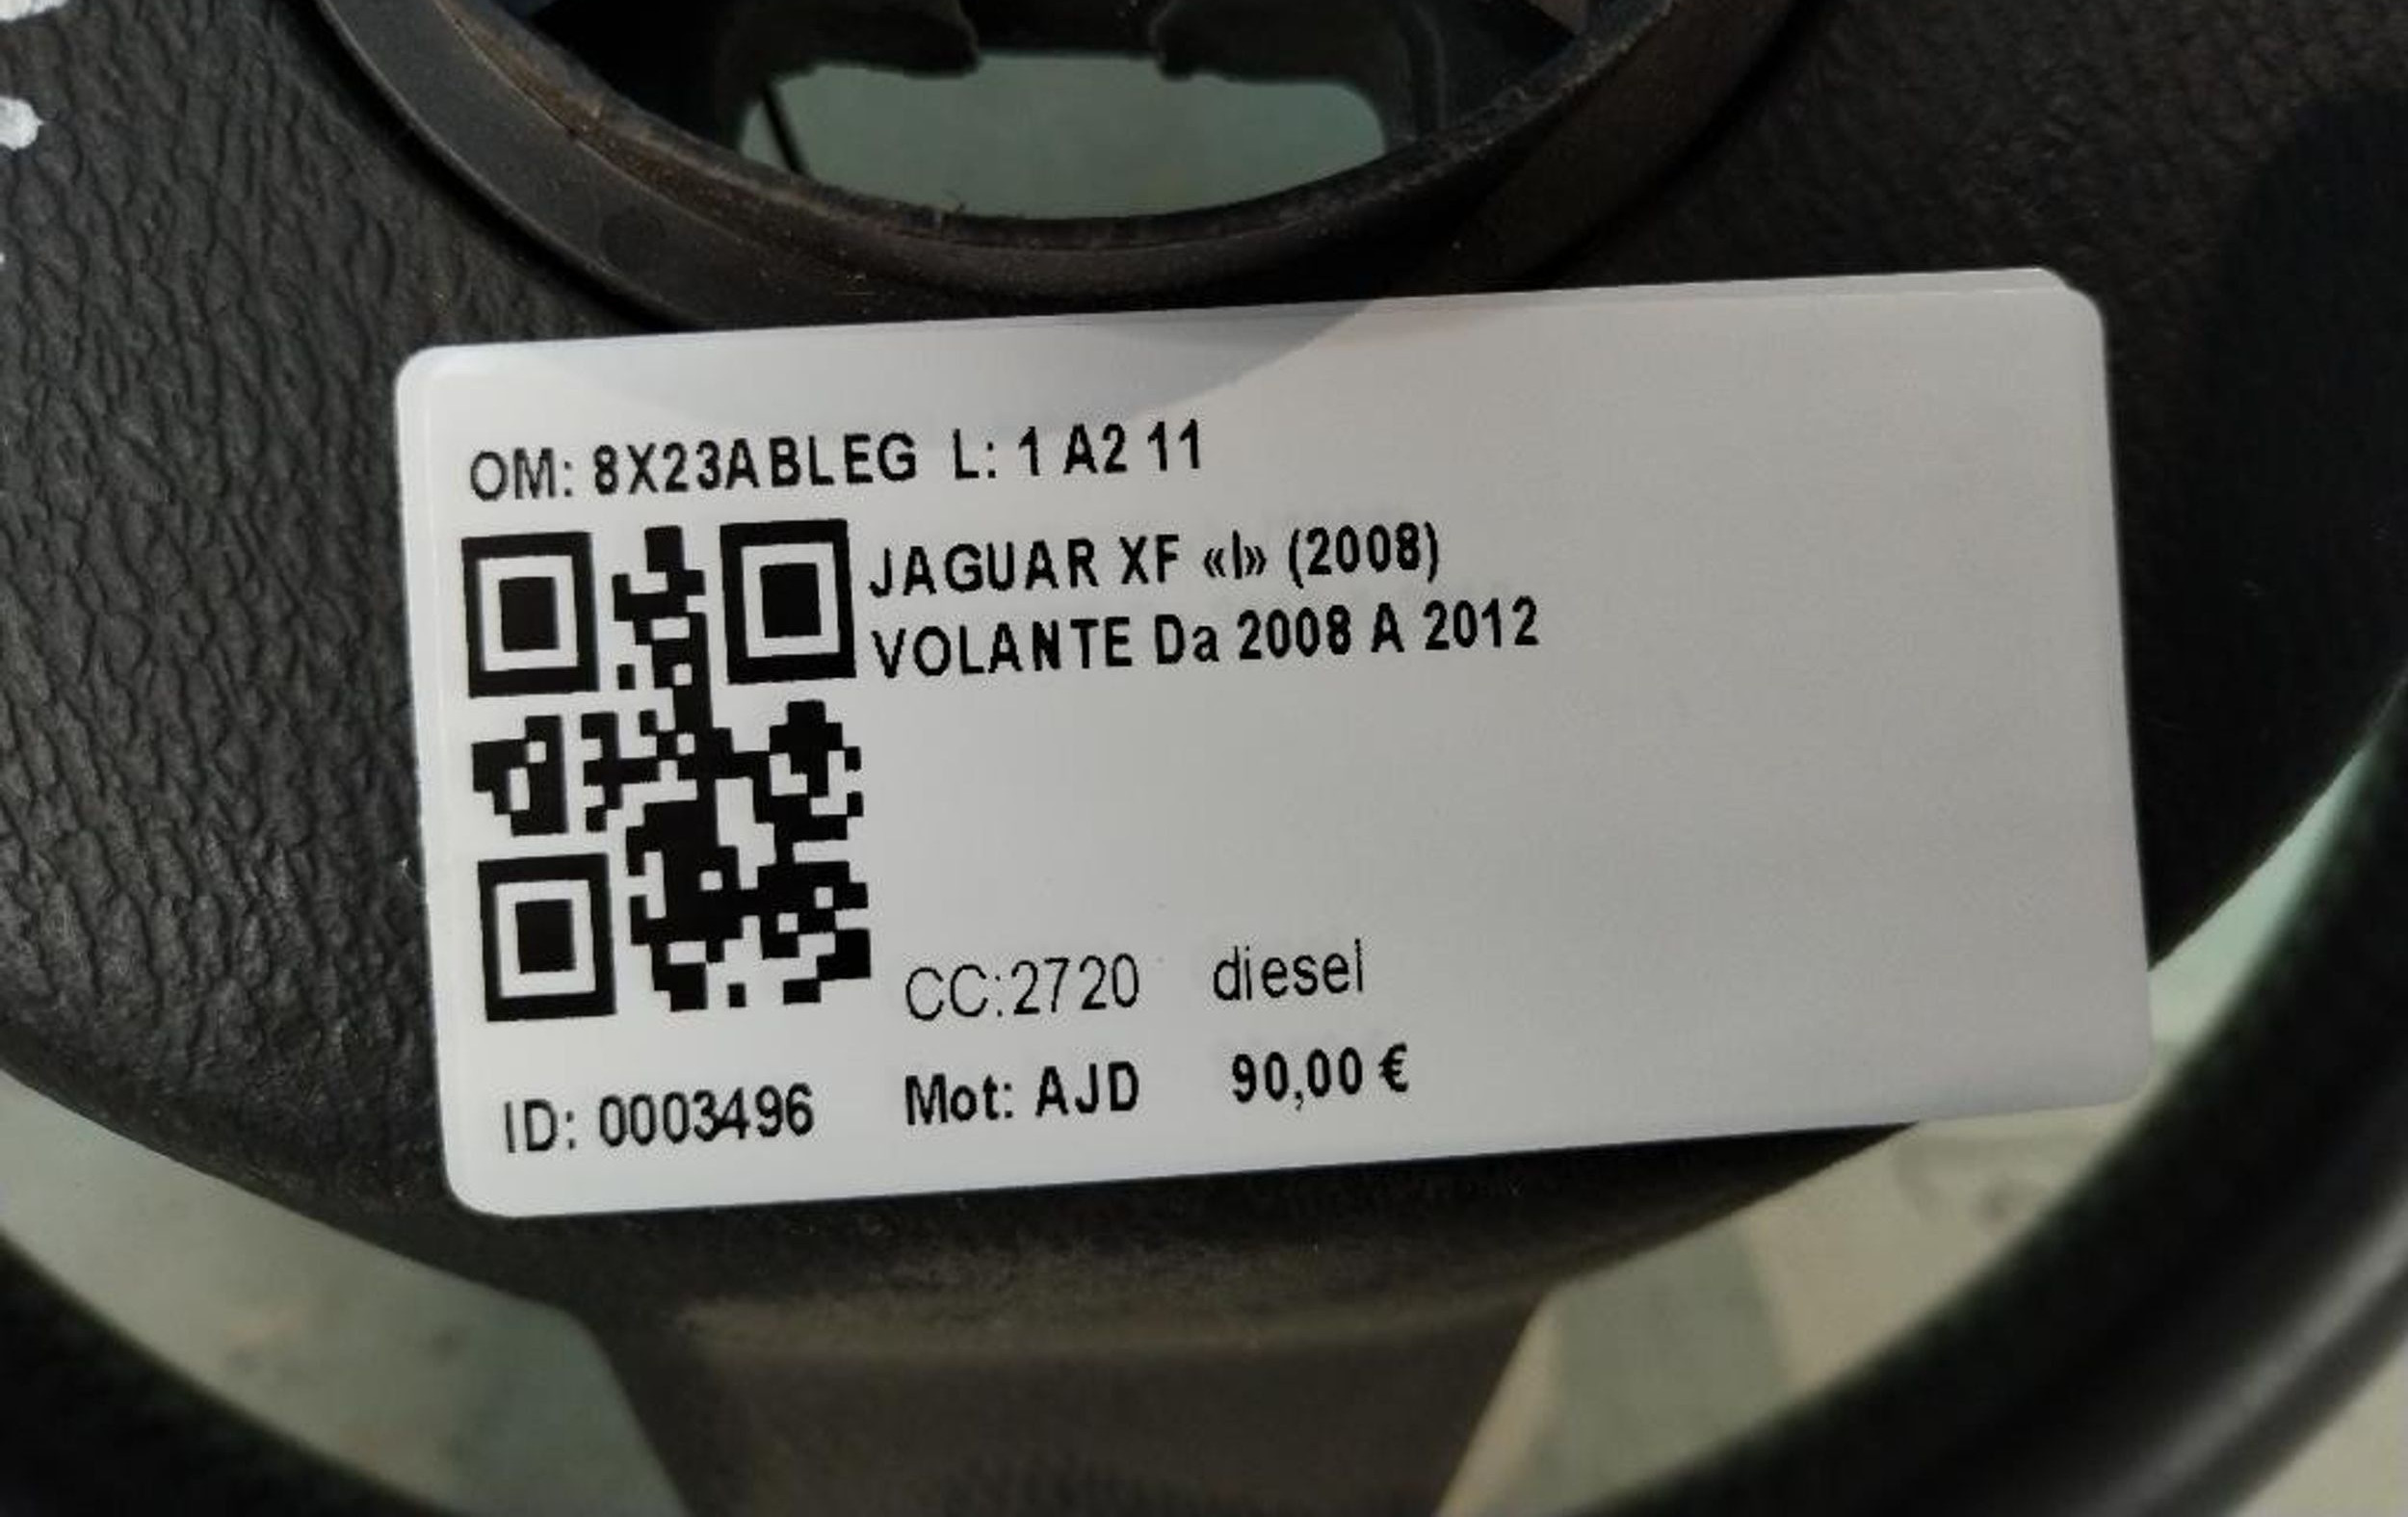 OM: 8X23ABLEG L: 1 A2 11
JAGUAR XF «I» (2008)
VOLANTE Da 2008 A 2012
CC:2720 diesel
ID: 0003496 Mot: AJD 90,00 €